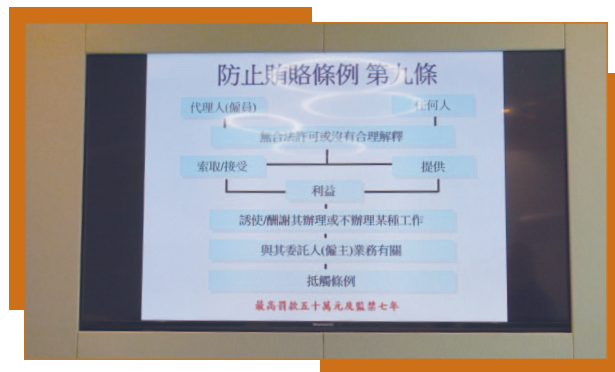 防止賄賂條例 第九條
代理人(僱員)
任何人
無合法許可或沒有合理解釋
索取/接受
提供
利益
誘使/酬謝其辦理或不辦理某種工作
與其委託人(僱主)業務有關
抵觸條例
最高罰款五十萬元及監禁七年